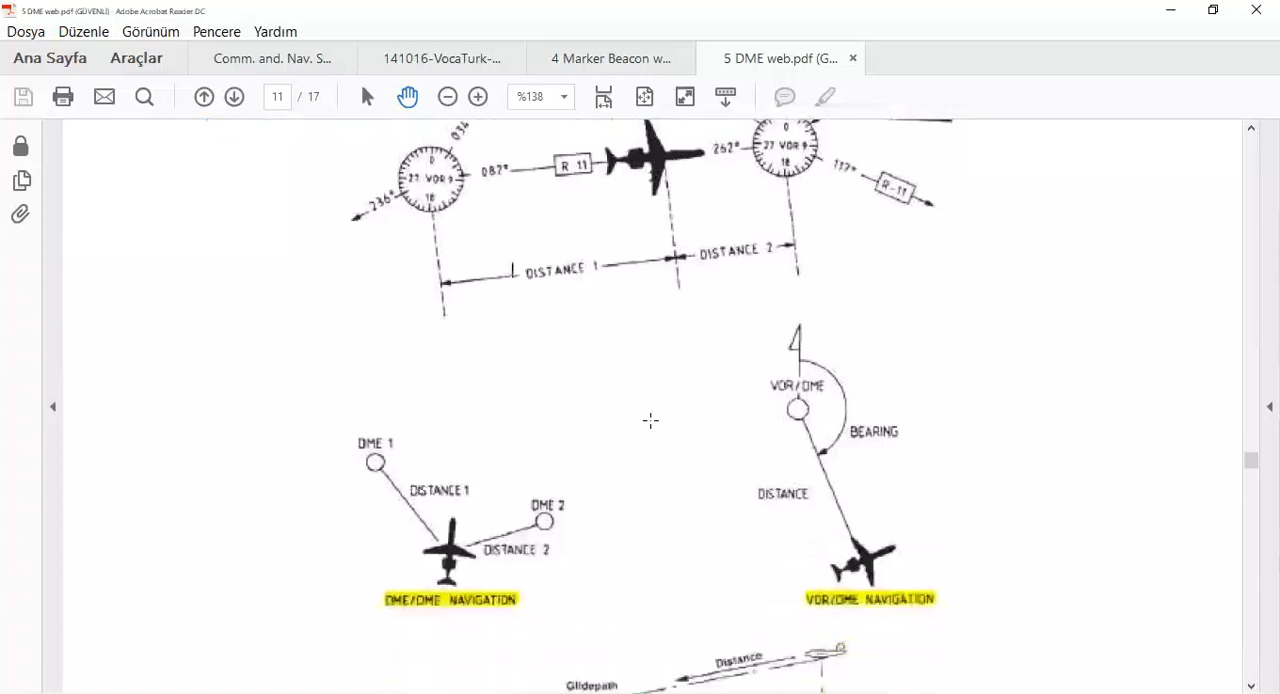 5 DME web.pdf (GÜVENLİ) - Adobe Acrobat Reader DC
Dosya Düzenle Görünüm Pencere Yardım
Ana Sayfa Araçlar Comm. and. Nav. S... 141016-VocaTurk-... 4 Marker Beacon w... 5 DME web.pdf (G... ×
11 / 17 %138
034
0
27 VOR 9
18
087°
R 11
262°
0
27 VOR 9
18
117°
R-11
236°
DISTANCE 1
DISTANCE 2
VOR/DME
BEARING
DME 1
DISTANCE 1
DISTANCE
DME 2
DISTANCE 2
DME/DME NAVIGATION
VOR/DME NAVIGATION
Distance
Glidepath